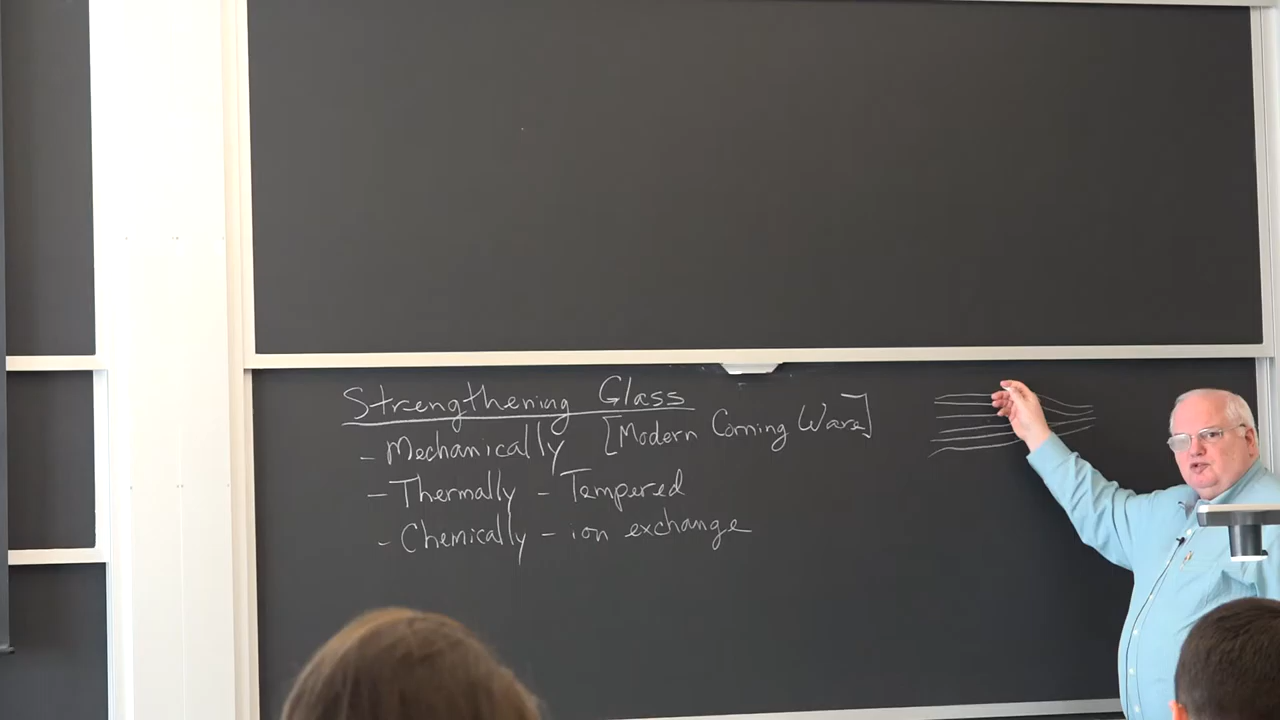 Strengthening Glass
- Mechanically [Modern Corning Ware]
- Thermally - Tempered
- Chemically - ion exchange